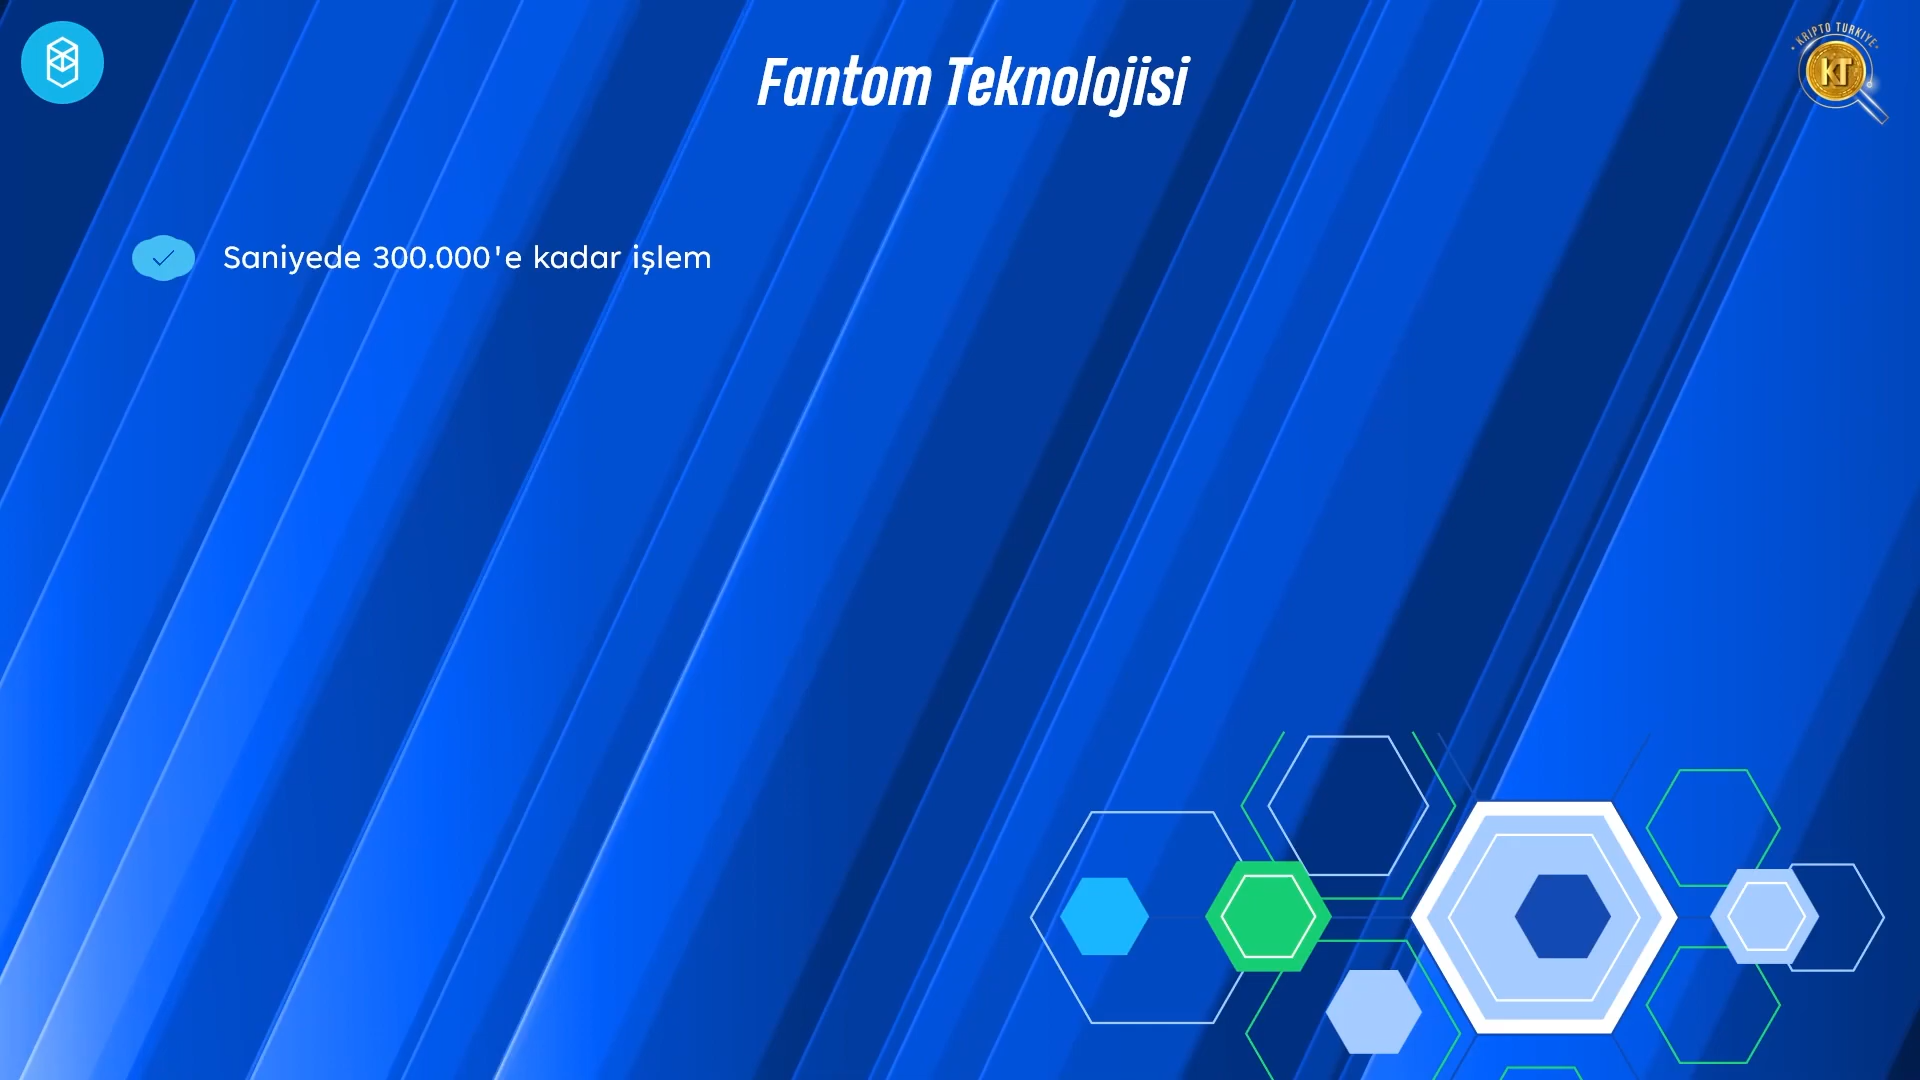 KRIPTO TURKIYE
KT
Fantom Teknolojisi
Saniyede 300.000'e kadar işlem